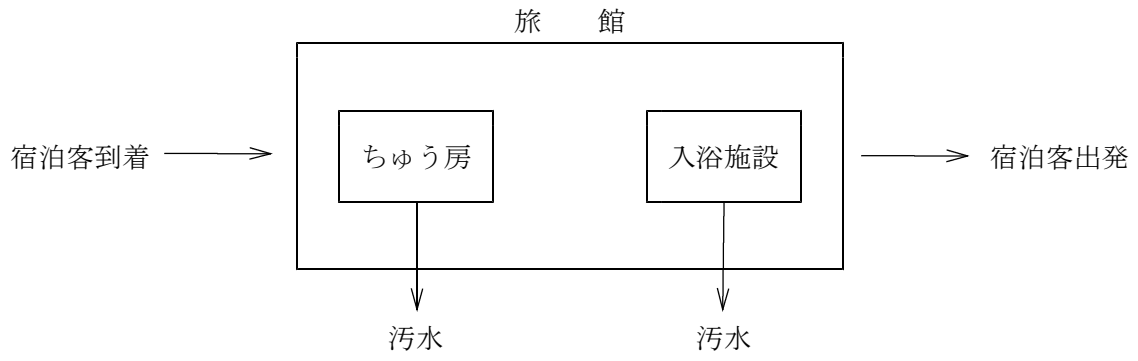 旅　　館
宿泊客到着
ちゅう房
入浴施設
宿泊客出発
汚水
汚水